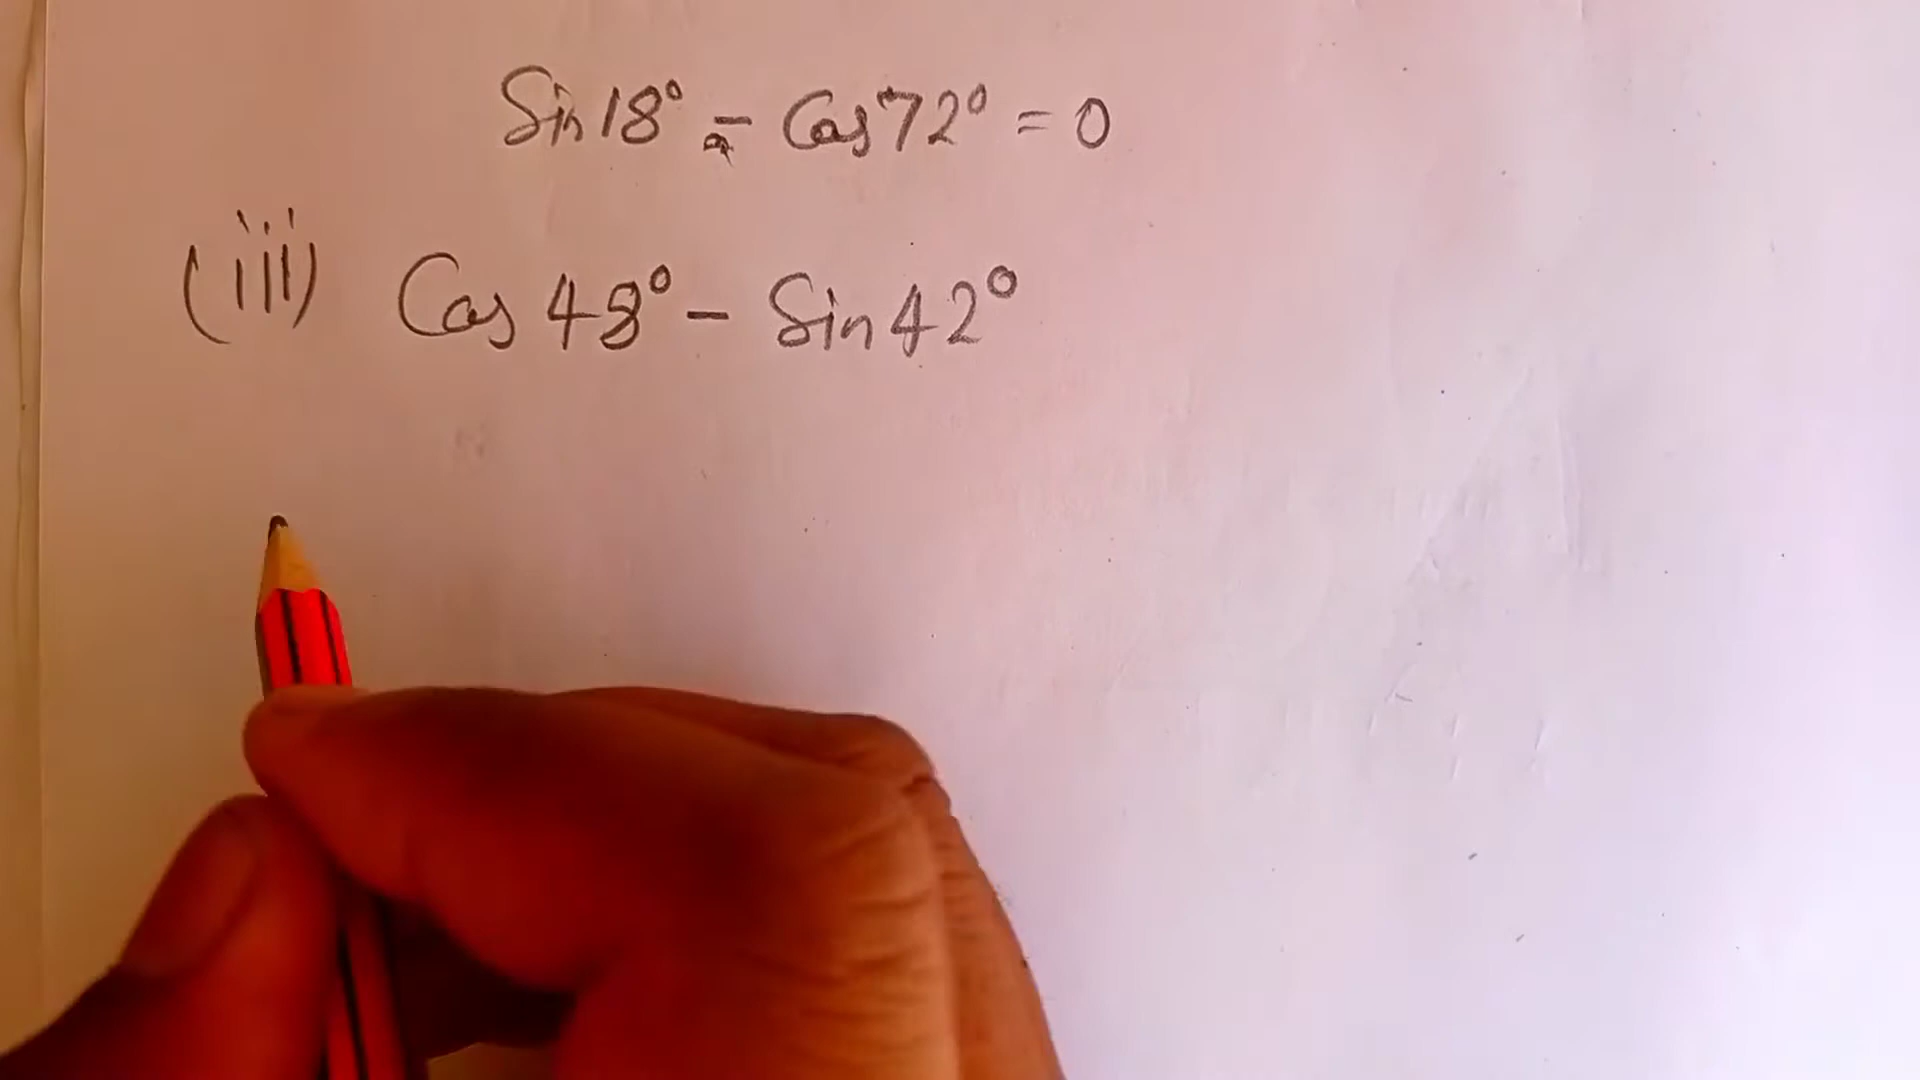 Sin 18° - Cos 72° = 0
(iii) Cos 48° - Sin 42°